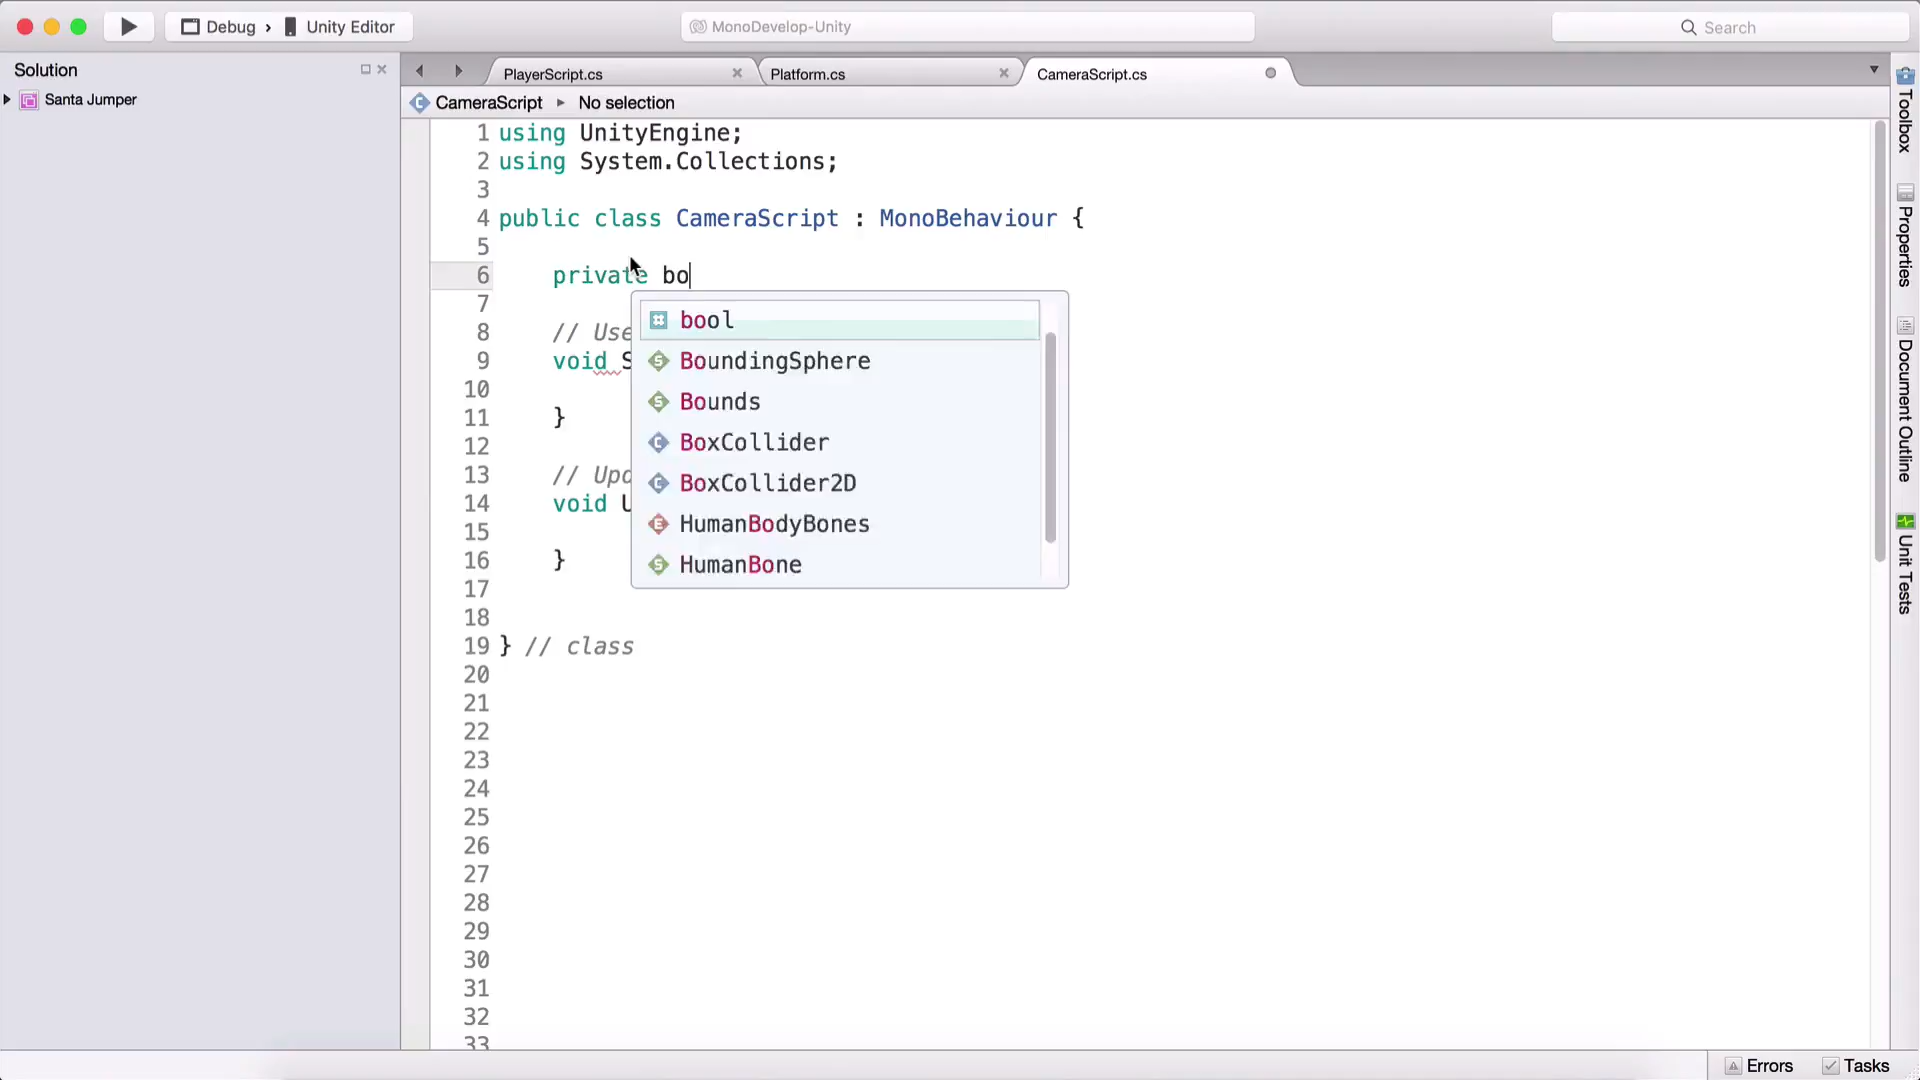 Debug › Unity Editor
MonoDevelop-Unity
Search
Solution
Santa Jumper
PlayerScript.cs
Platform.cs
CameraScript.cs
CameraScript ▸ No selection
1 using UnityEngine;
2 using System.Collections;
3
4 public class CameraScript : MonoBehaviour {
5
6 private bo
7
8 // Use
9 void S
10
11 }
12
13 // Upd
14 void U
15
16 }
17
18
19 } // class
20
21
22
23
24
25
26
27
28
29
30
31
32
33
bool
BoundingSphere
Bounds
BoxCollider
BoxCollider2D
HumanBodyBones
HumanBone
Toolbox
Properties
Document Outline
Unit Tests
Errors
Tasks